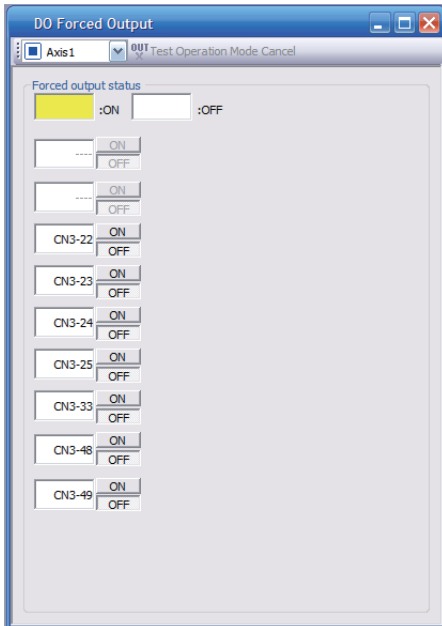 DO Forced Output
Axis1 OUT Test Operation Mode Cancel
Forced output status
:ON :OFF
---- ON
OFF
---- ON
OFF
CN3-22 ON
OFF
CN3-23 ON
OFF
CN3-24 ON
OFF
CN3-25 ON
OFF
CN3-33 ON
OFF
CN3-48 ON
OFF
CN3-49 ON
OFF